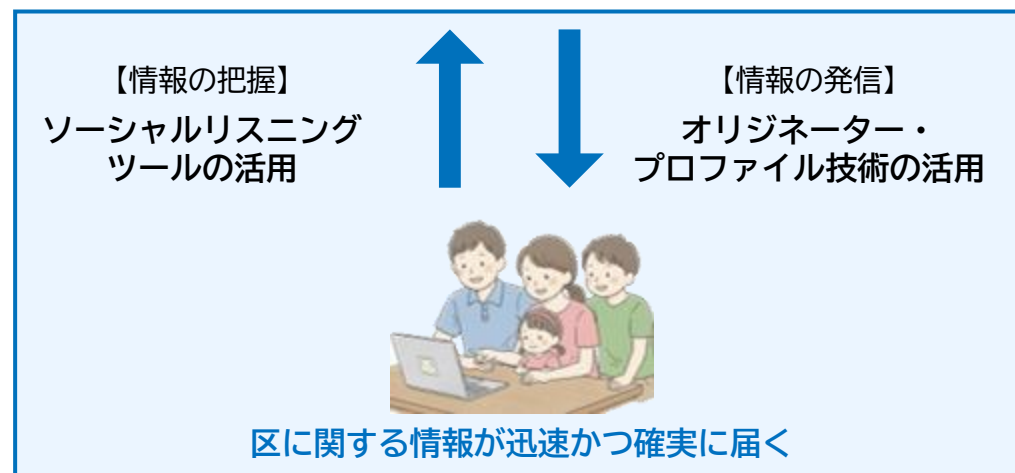 【情報の把握】
ソーシャルリスニング
ツールの活用
【情報の発信】
オリジネーター・
プロファイル技術の活用
区に関する情報が迅速かつ確実に届く